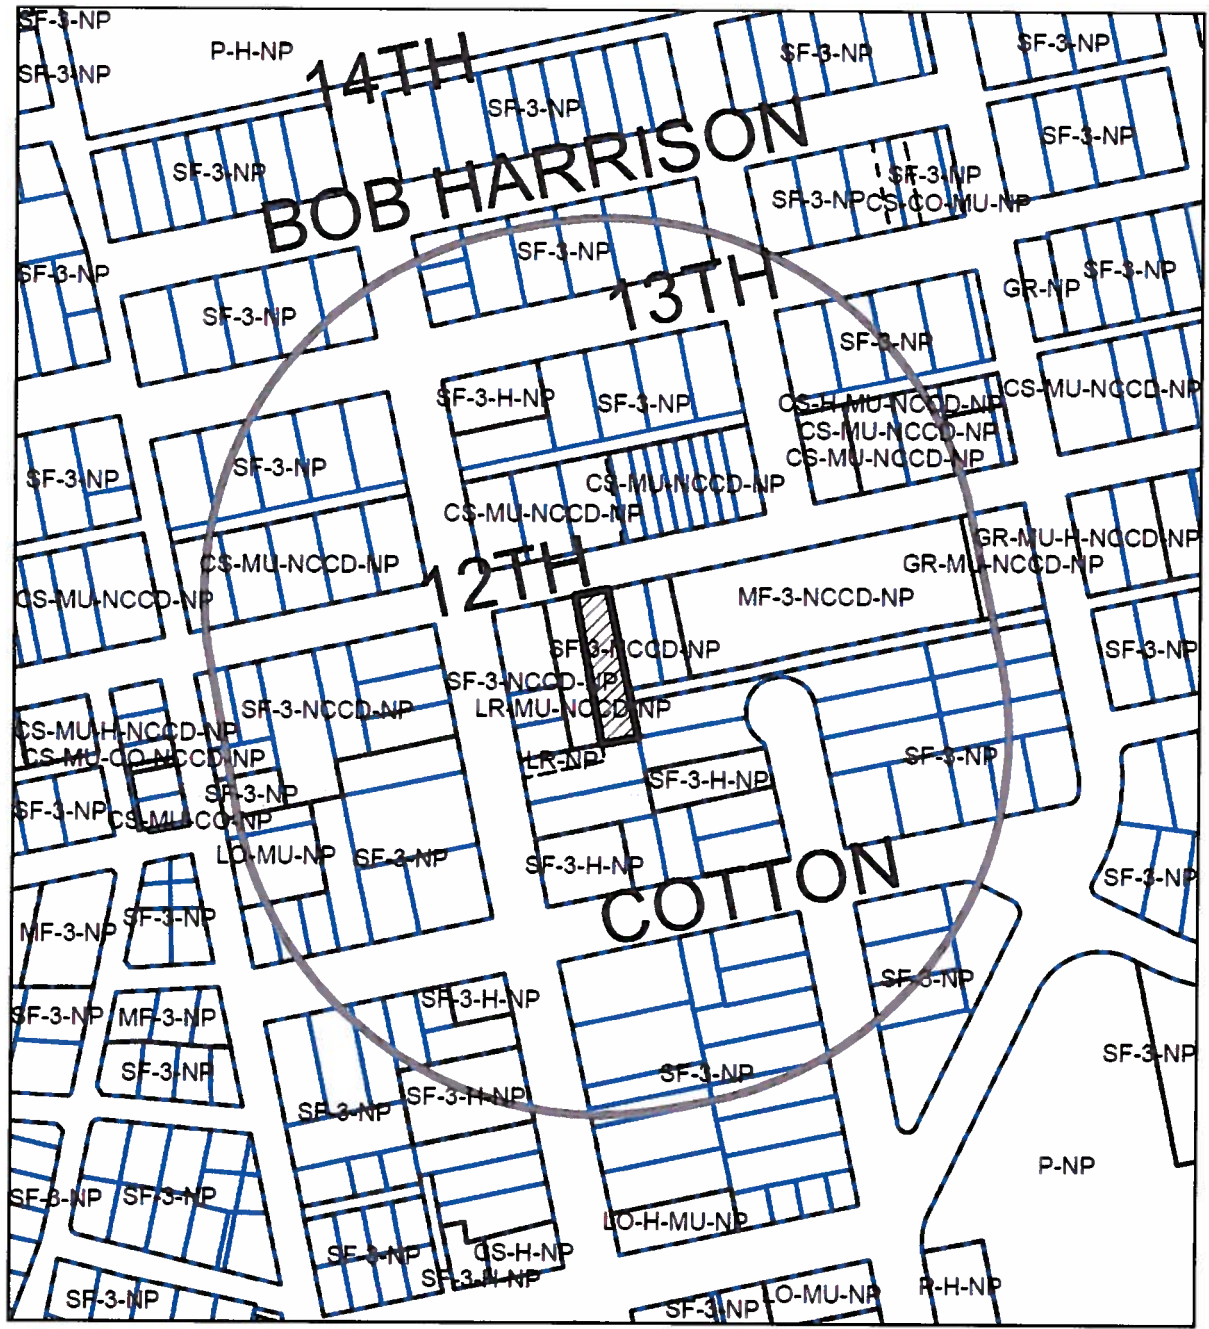 SF-3-NP
P-H-NP
14TH
SF-3-NP
SF-3-NP
SF-3-NP
SF-3-NP
SF-3-NP
BOB HARRISON
SF-3-NP
SF-3-NP
SF-3-NP
SF-3-NP
CS-CO-MU-NP
SF-3-NP
SF-3-NP
13TH
GR-NP
SF-3-NP
SF-3-NP
SF-3-NP
SF-3-H-NP
SF-3-NP
CS-H-MU-NCCD-NP
CS-MU-NCCD-NP
CS-MU-NCCD-NP
CS-MU-NCCD-NP
SF-3-NP
SF-3-NP
CS-MU-NCCD-NP
CS-MU-NCCD-NP
12TH
GR-MU-H-NCCD-NP
CS-MU-NCCD-NP
GR-MU-NCCD-NP
CS-MU-NCCD-NP
MF-3-NCCD-NP
SF-3-NCCD-NP
SF-3-NP
SF-3-NCCD-NP
SF-3-NCCD-NP
LR-MU-NCCD-NP
CS-MU-H-NCCD-NP
CS-MU-CO-NCCD-NP
LR-NP
SF-3-NP
SF-3-H-NP
SF-3-NP
SF-3-NP
CS-MU-CO-NP
LO-MU-NP
SF-3-NP
SF-3-H-NP
COTTON
SF-3-NP
SF-3-NP
MF-3-NP
SF-3-NP
SF-3-H-NP
SF-3-NP
MF-3-NP
SF-3-NP
SF-3-NP
SF-3-NP
SF-3-H-NP
SF-3-NP
P-NP
SF-3-NP
SF-3-NP
LO-H-MU-NP
SF-3-NP
CS-H-NP
SF-3-H-NP
P-H-NP
LO-MU-NP
SF-3-NP
SF-3-NP